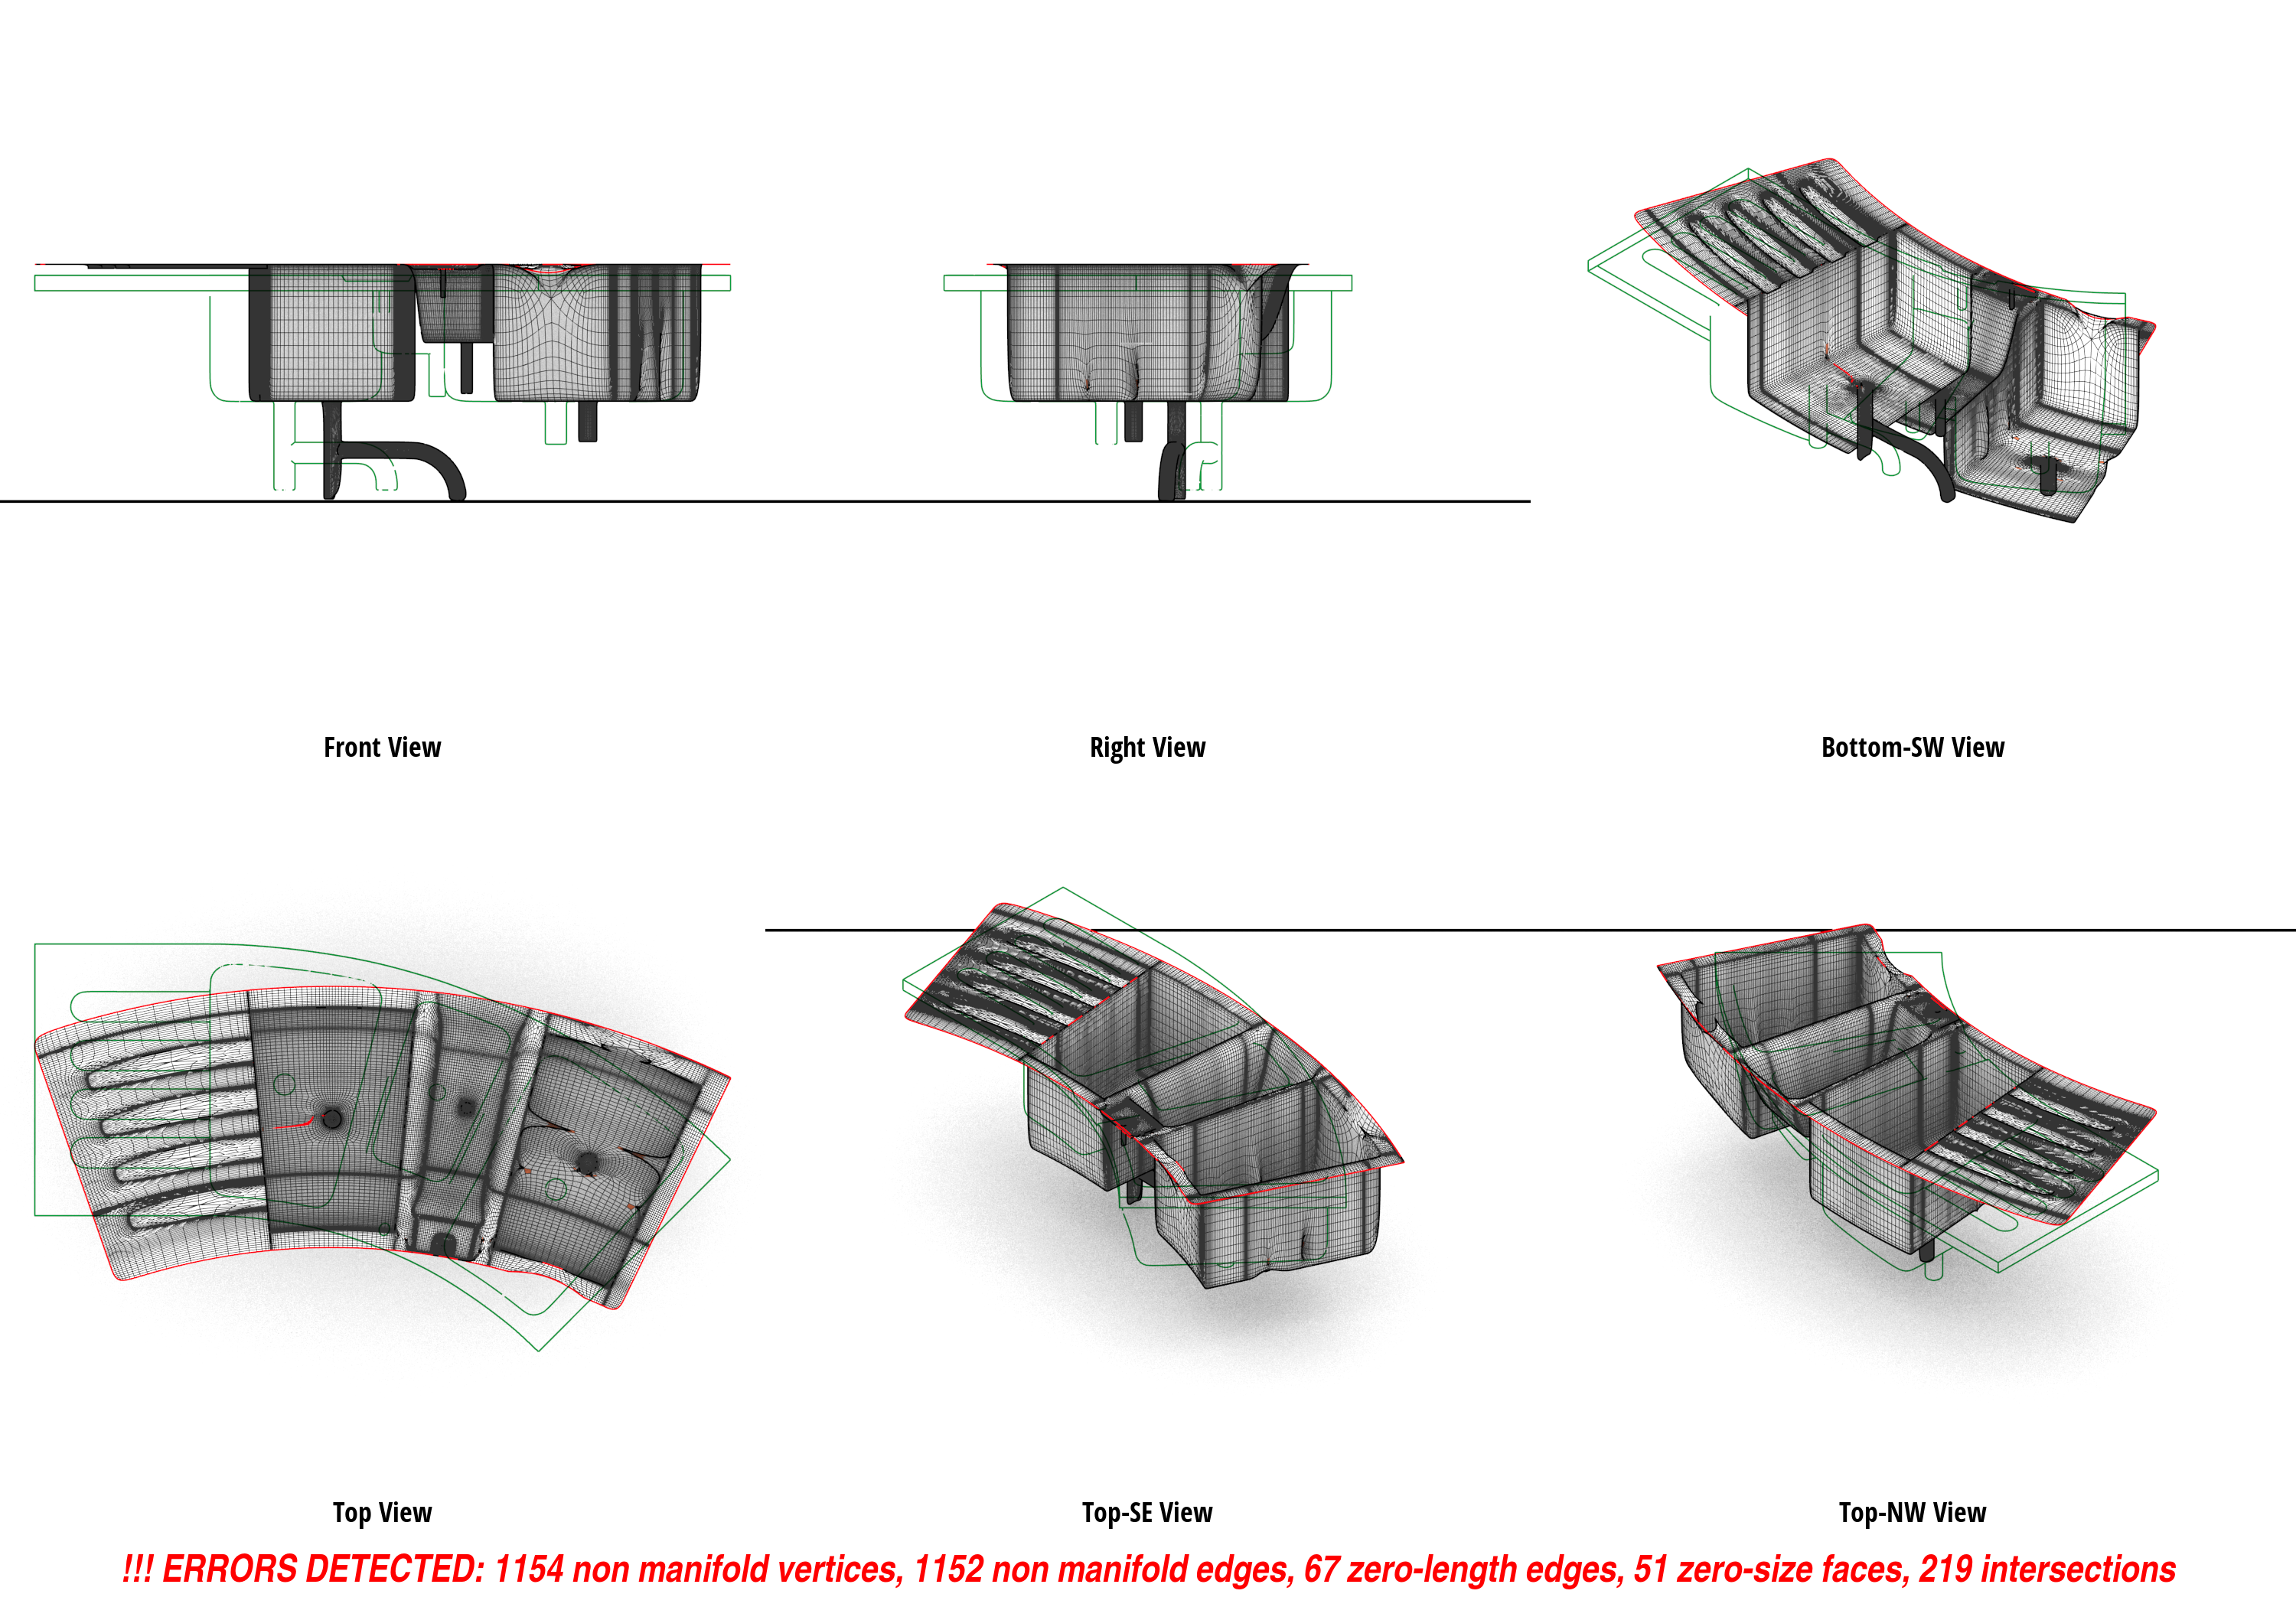 Front View
Right View
Bottom-SW View
Top View
Top-SE View
Top-NW View
!!! ERRORS DETECTED: 1154 non manifold vertices, 1152 non manifold edges, 67 zero-length edges, 51 zero-size faces, 219 intersections